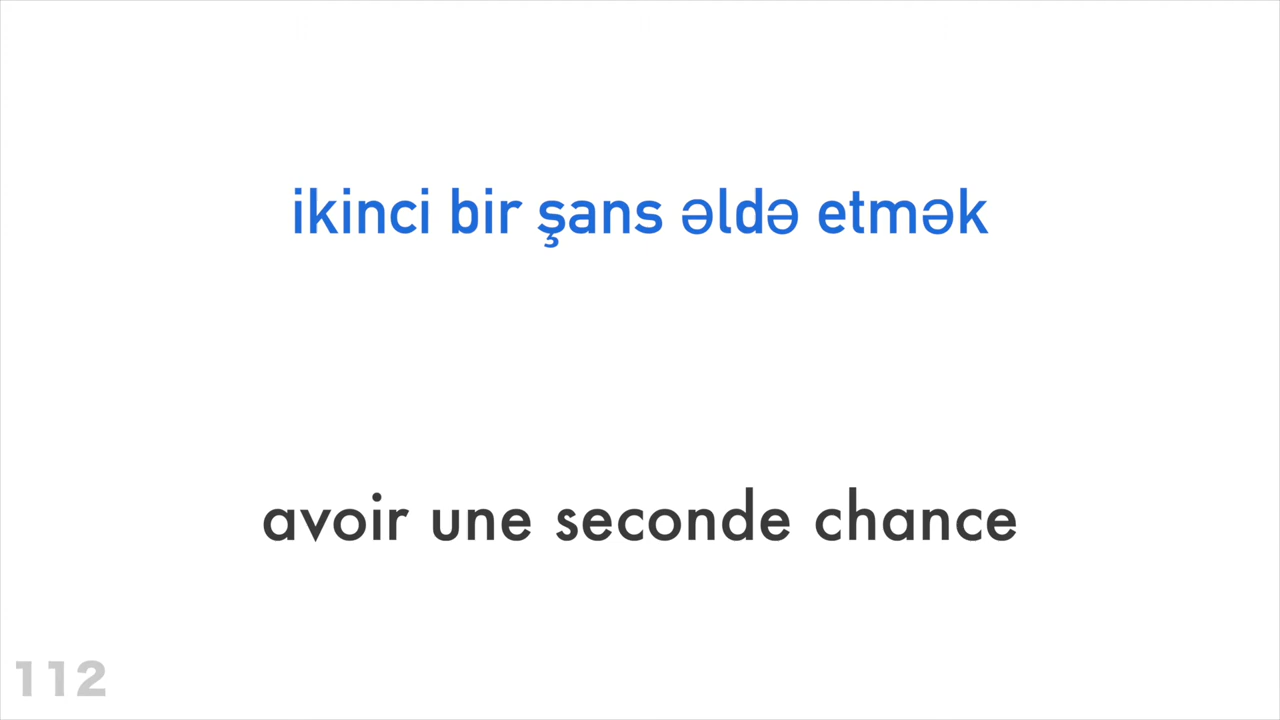 ikinci bir şans əldə etmək
avoir une seconde chance
112